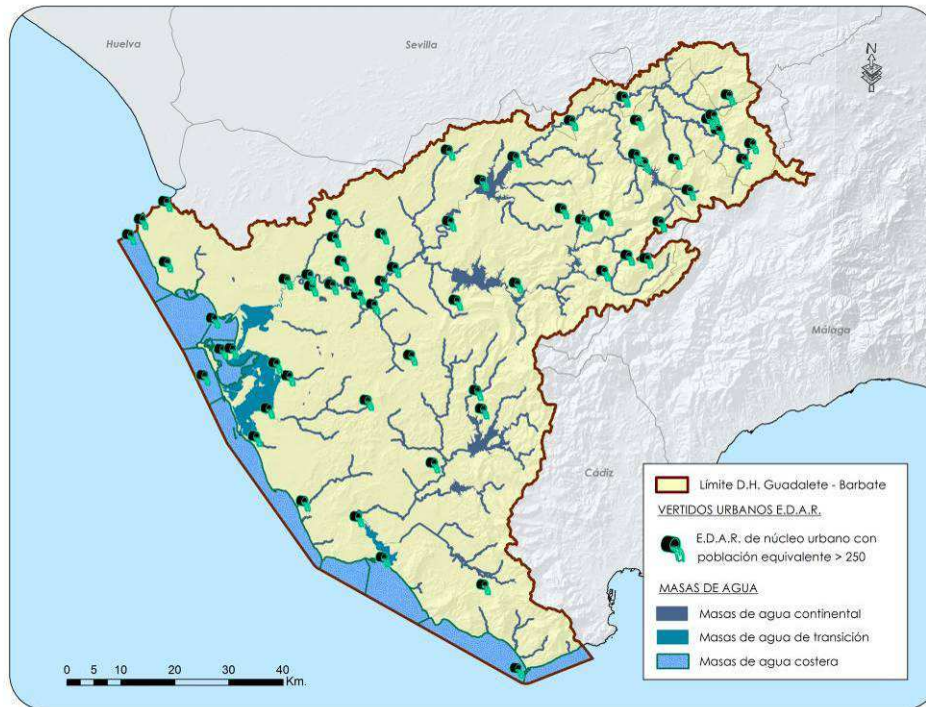 Huelva
Sevilla
N
Málaga
Cádiz
Límite D.H. Guadalete - Barbate
VERTIDOS URBANOS E.D.A.R.
E.D.A.R. de núcleo urbano con
población equivalente > 250
MASAS DE AGUA
Masas de agua continental
Masas de agua de transición
Masas de agua costera
0 5 10 20 30 40
Km.